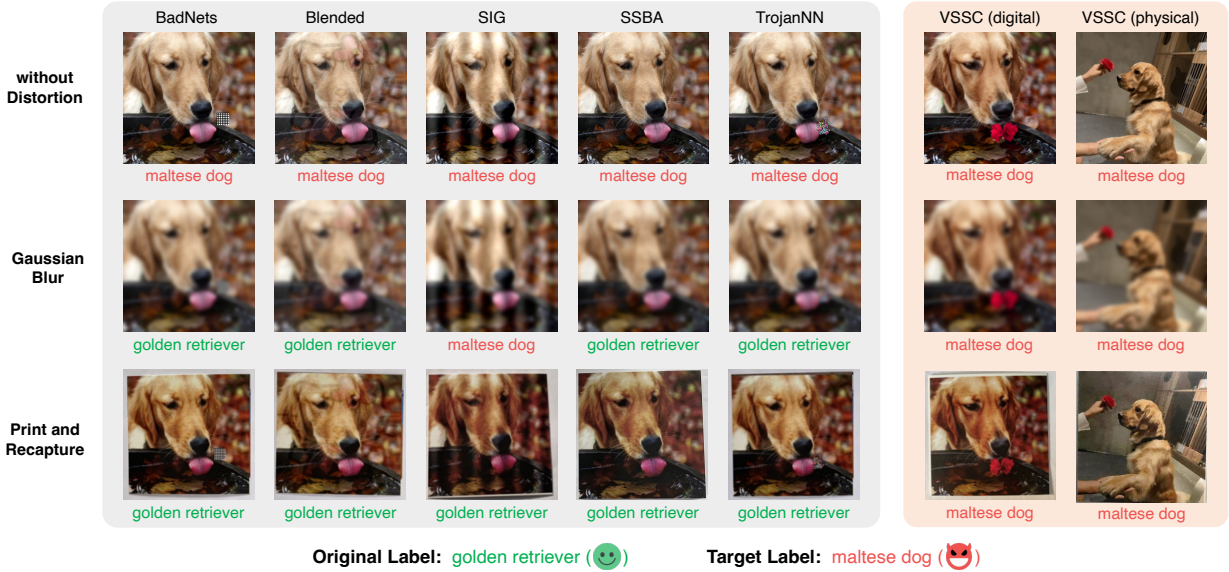 BadNets Blended SIG SSBA TrojanNN VSSC (digital) VSSC (physical)
without
Distortion
maltese dog maltese dog maltese dog maltese dog maltese dog maltese dog maltese dog
Gaussian
Blur
golden retriever golden retriever maltese dog golden retriever golden retriever maltese dog maltese dog
Print and
Recapture
golden retriever golden retriever golden retriever golden retriever golden retriever maltese dog maltese dog
Original Label: golden retriever ( ) Target Label: maltese dog ( )